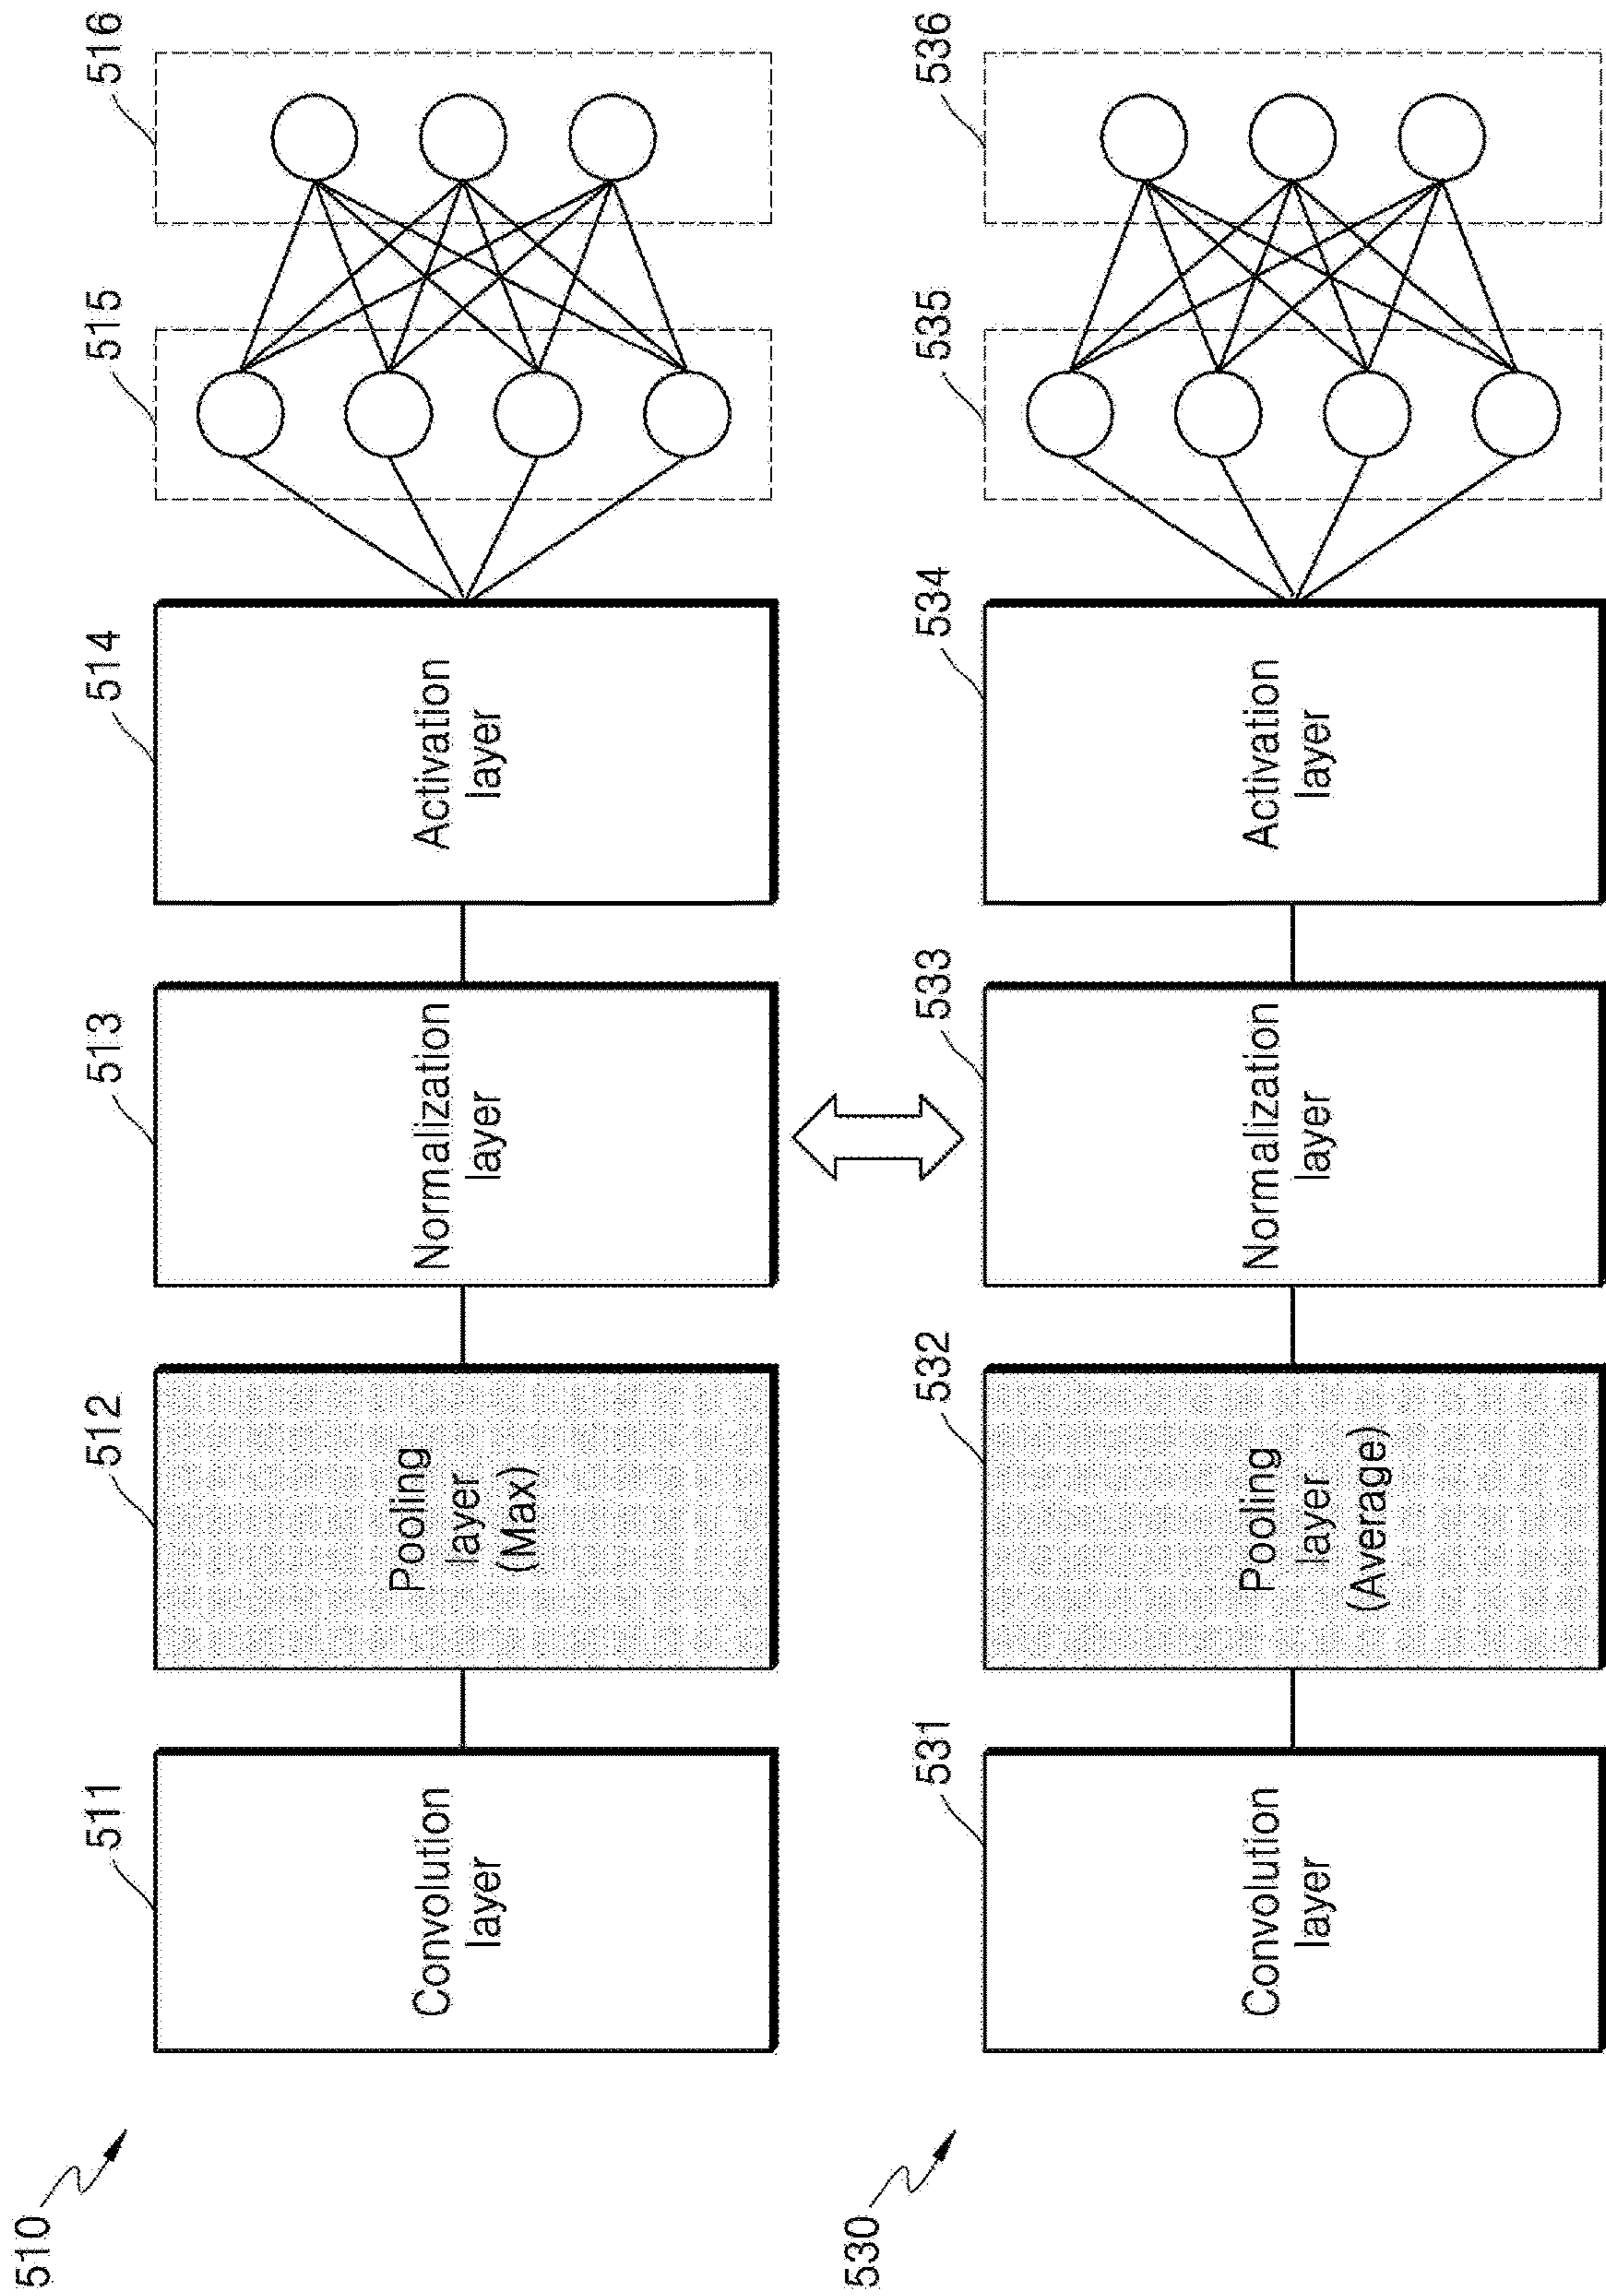 510
511
512
513
514
515
516
Convolution
layer
Pooling
layer
(Max)
Normalization
layer
Activation
layer
530
531
532
533
534
535
536
Convolution
layer
Pooling
layer
(Average)
Normalization
layer
Activation
layer